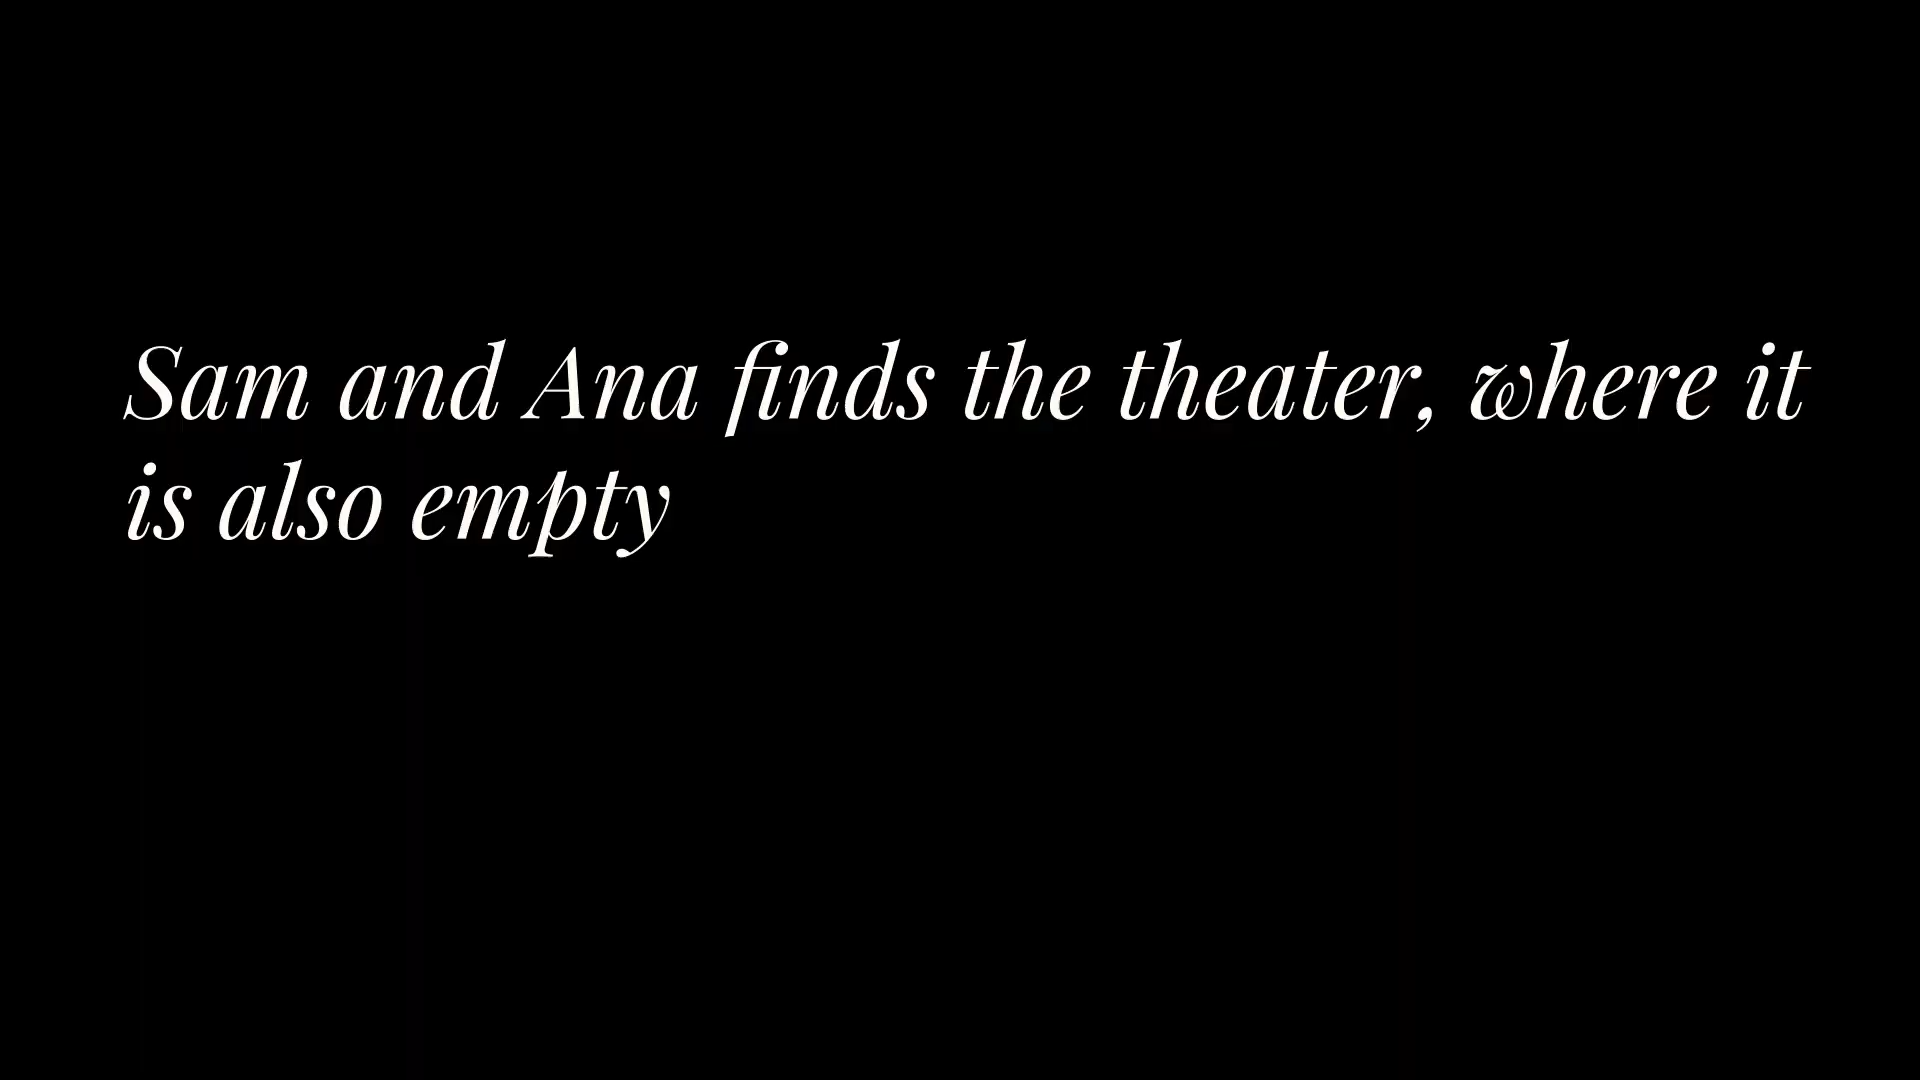 Sam and Ana finds the theater, where it
is also empty